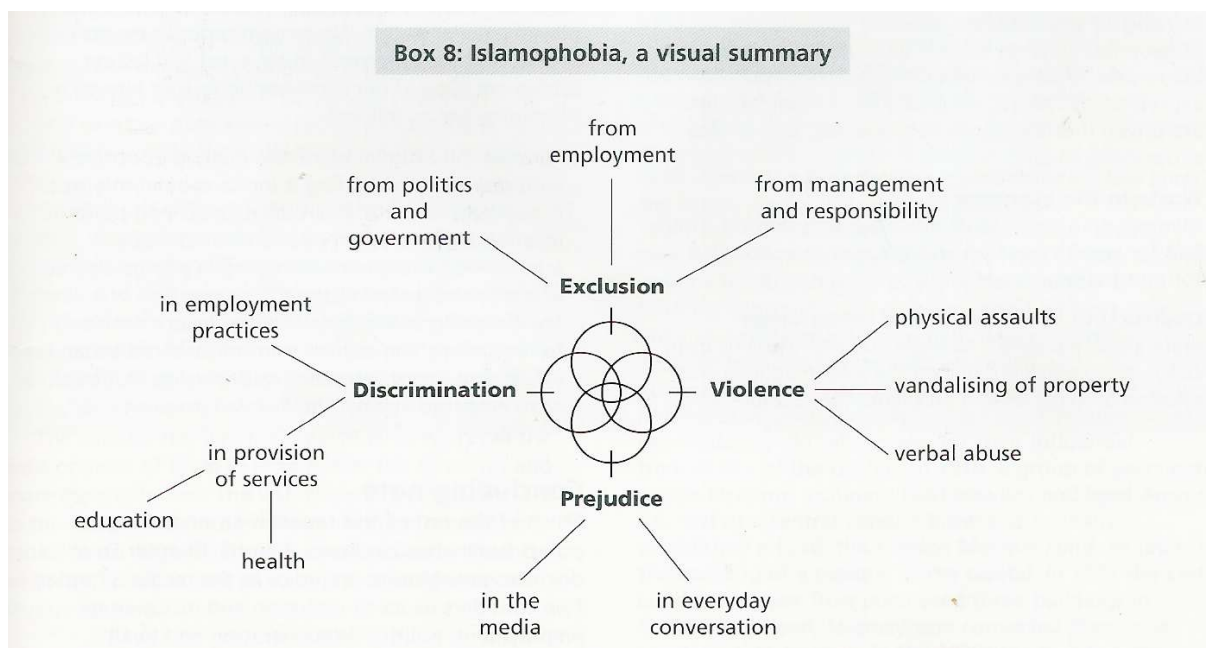 Box 8: Islamophobia, a visual summary
from
employment
from politics
and
government
from management
and responsibility
Exclusion
in employment
practices
Discrimination
in provision
of services
education
health
Violence
physical assaults
vandalising of property
verbal abuse
Prejudice
in the
media
in everyday
conversation